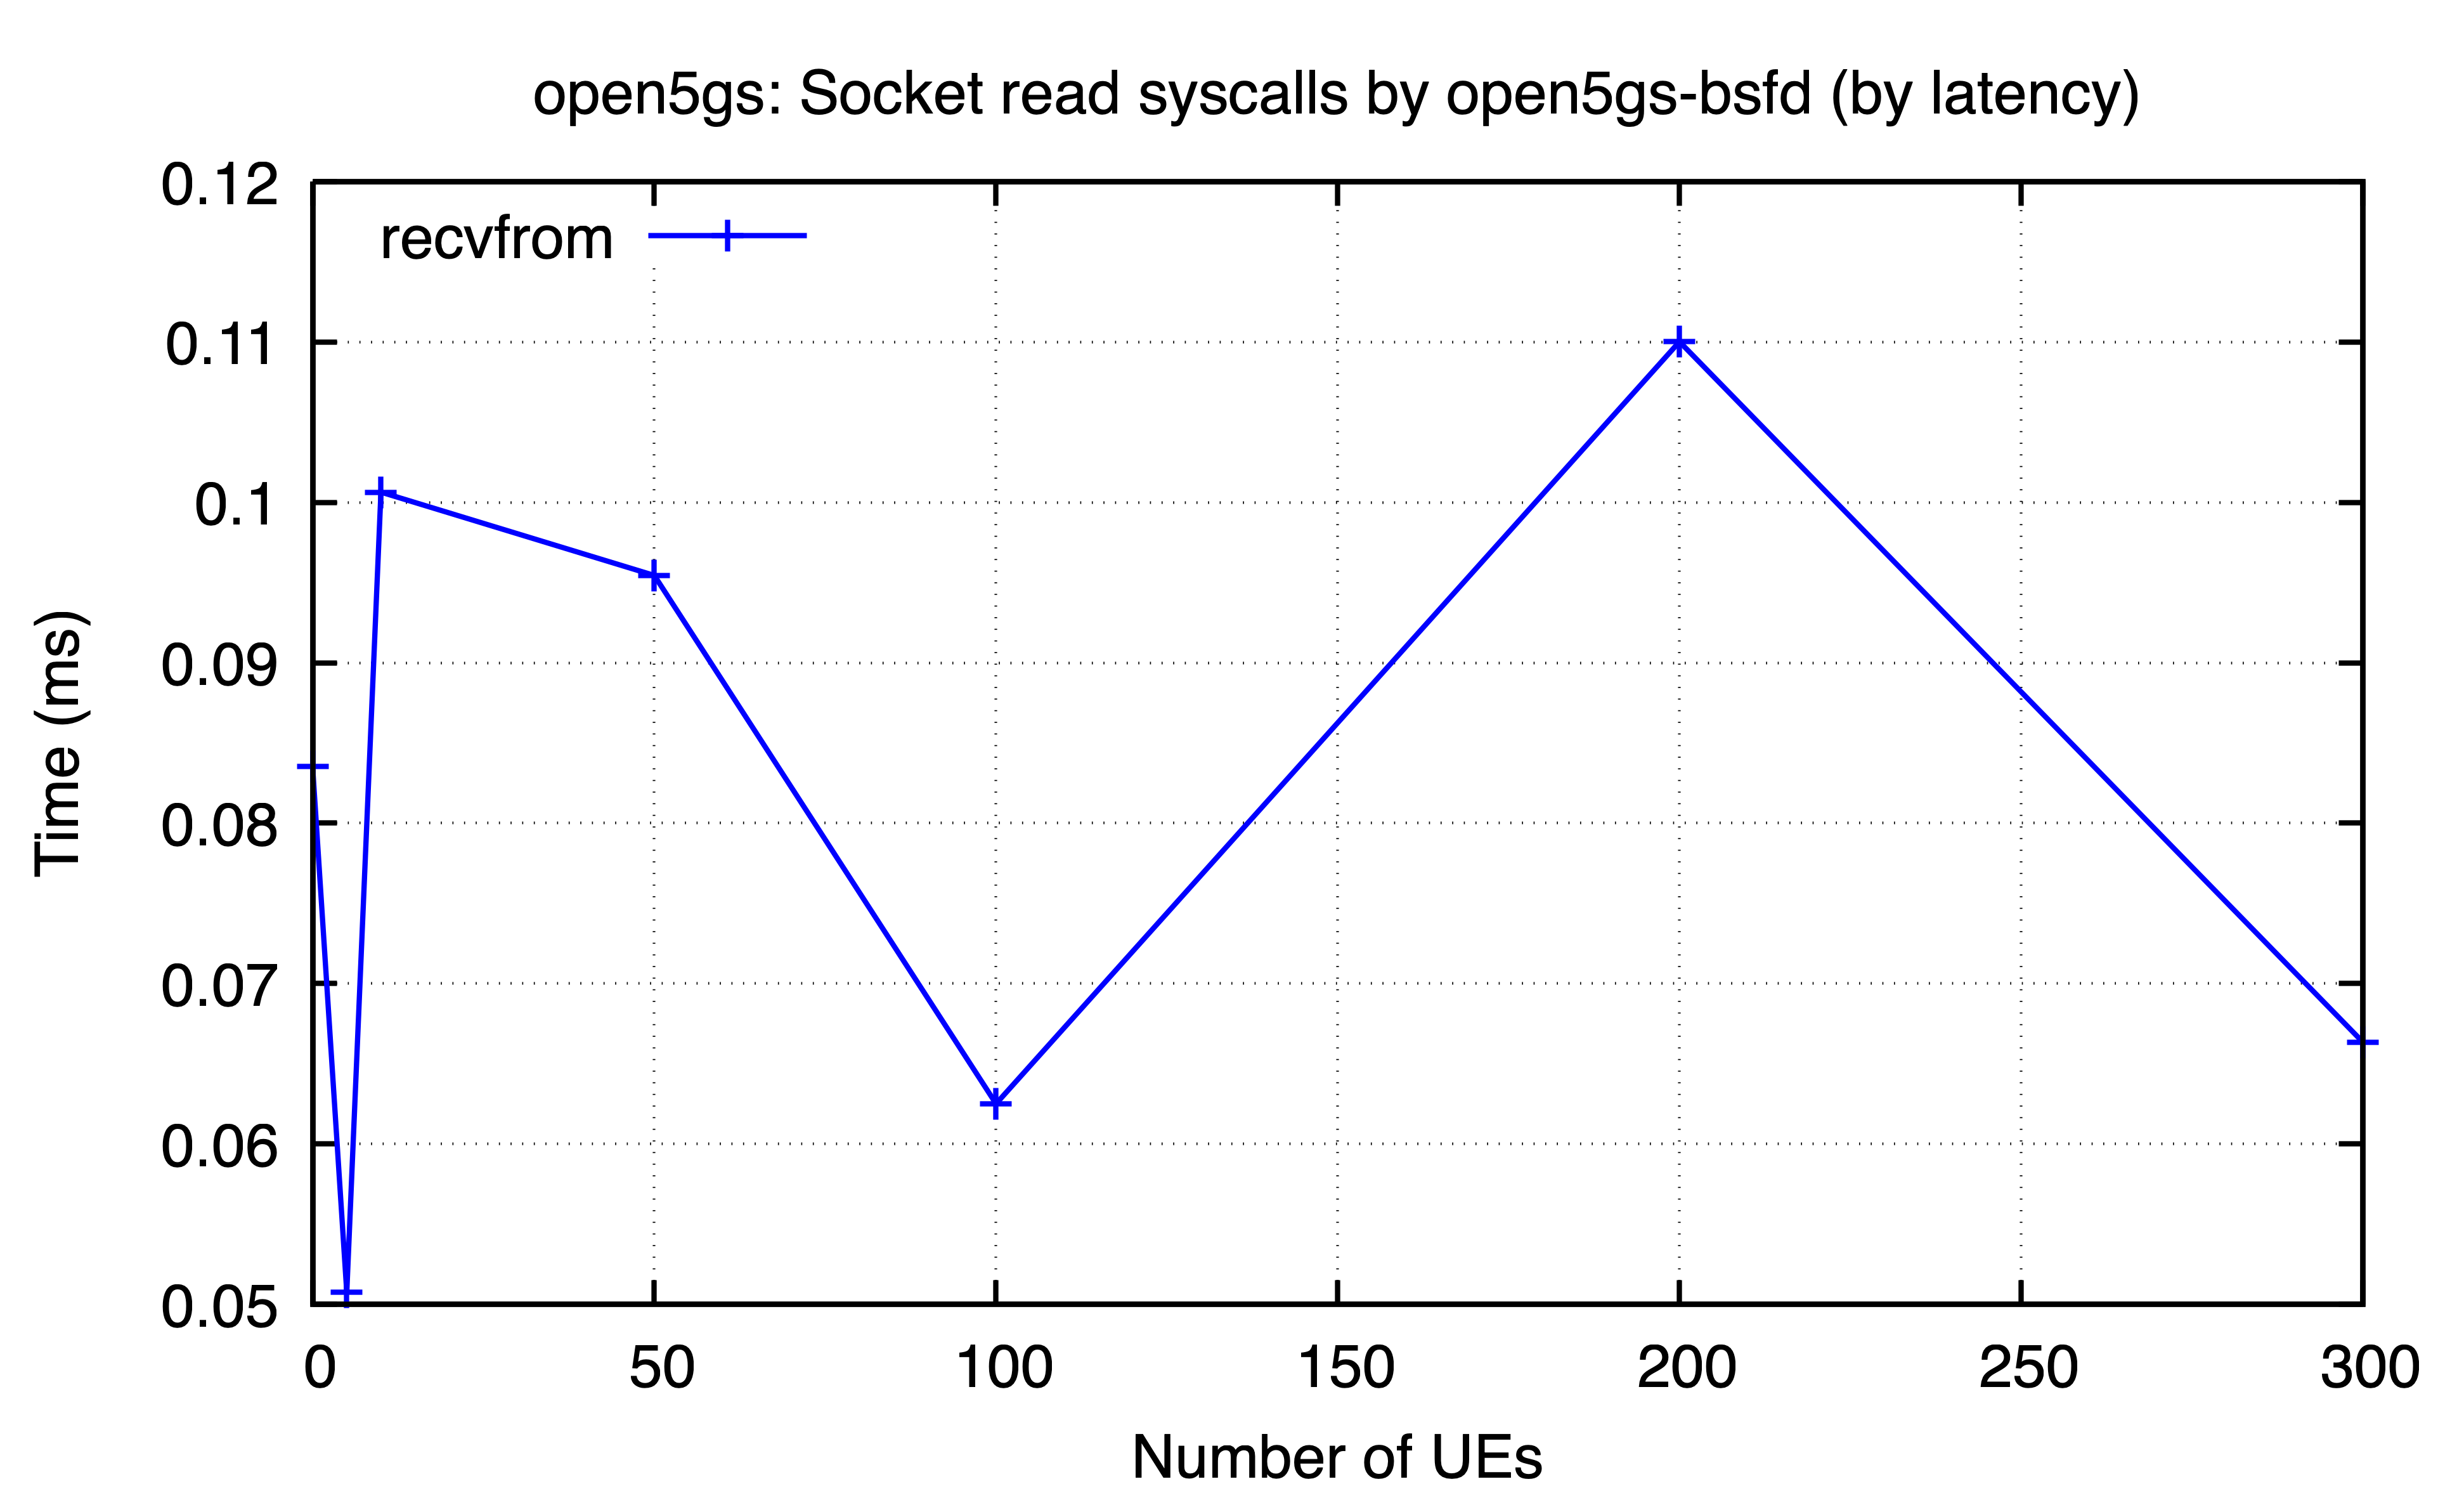 open5gs: Socket read syscalls by open5gs-bsfd (by latency)
0.12
recvfrom
0.11
0.1
0.09
0.08
0.07
0.06
0.05
Time (ms)
0 50 100 150 200 250 300
Number of UEs